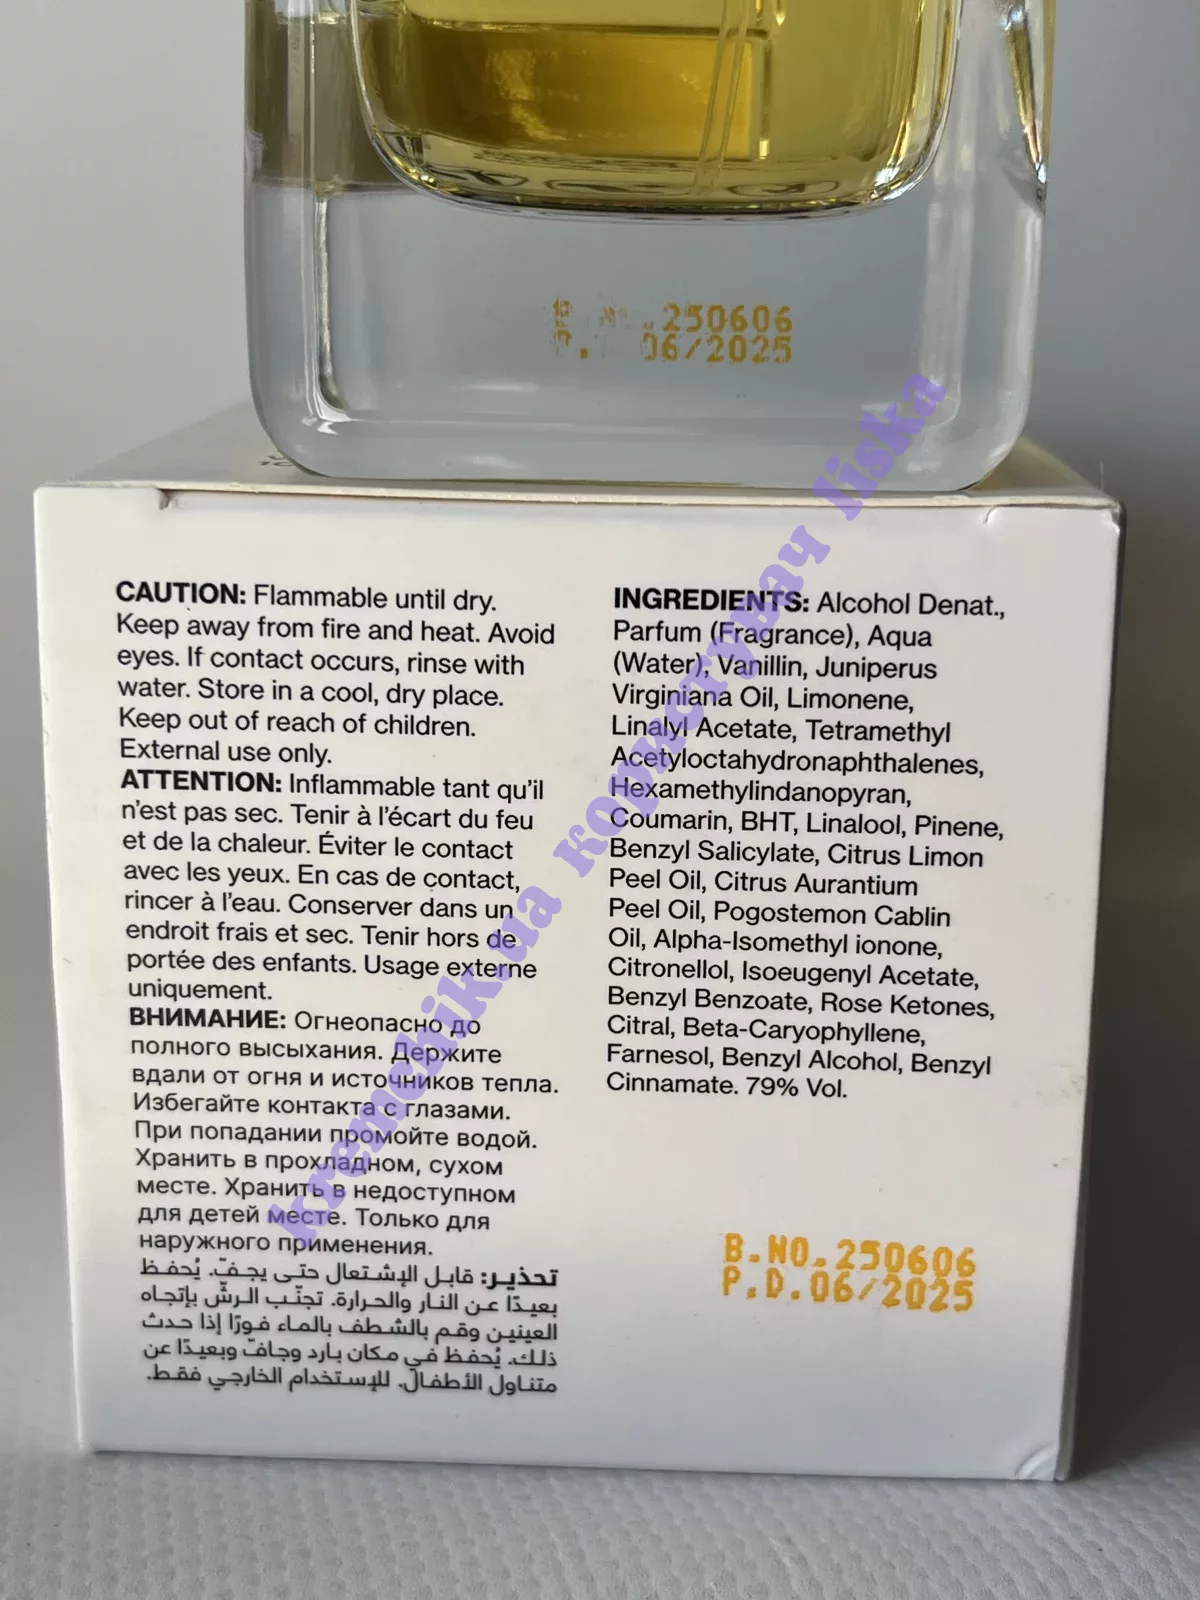 .250606
P. 06/2025
CAUTION: Flammable until dry.
Keep away from fire and heat. Avoid
eyes. If contact occurs, rinse with
water. Store in a cool, dry place.
Keep out of reach of children.
External use only.
ATTENTION: Inflammable tant qu'il
n'est pas sec. Tenir à l'écart du feu
et de la chaleur. Éviter le contact
avec les yeux. En cas de contact,
rincer à l'eau. Conserver dans un
endroit frais et sec. Tenir hors de
portée des enfants. Usage externe
uniquement.
ВНИМАНИЕ: Огнеопасно до
полного высыхания. Держите
вдали от огня и источников тепла.
Избегайте контакта с глазами.
При попадании промойте водой.
Хранить в прохладном, сухом
месте. Хранить в недоступном
для детей месте. Только для
наружного применения.
تحذير: قابل الإشتعال حتى يجفّ. يُحفظ
بعيدًا عن النار والحرارة. تجنّب الرشّ بإتجاه
العينين وقم بالشطف بالماء فورًا إذا حدث
ذلك. يُحفظ في مكان بارد وجافّ وبعيدًا عن
متناول الأطفال. للإستخدام الخارجي فقط.
INGREDIENTS: Alcohol Denat.,
Parfum (Fragrance), Aqua
(Water), Vanillin, Juniperus
Virginiana Oil, Limonene,
Linalyl Acetate, Tetramethyl
Acetyloctahydronaphthalenes,
Hexamethylindanopyran,
Coumarin, BHT, Linalool, Pinene,
Benzyl Salicylate, Citrus Limon
Peel Oil, Citrus Aurantium
Peel Oil, Pogostemon Cablin
Oil, Alpha-Isomethyl ionone,
Citronellol, Isoeugenyl Acetate,
Benzyl Benzoate, Rose Ketones,
Citral, Beta-Caryophyllene,
Farnesol, Benzyl Alcohol, Benzyl
Cinnamate. 79% Vol.
B.NO.250606
P.D.06/2025
kremchik.ua користувач liska